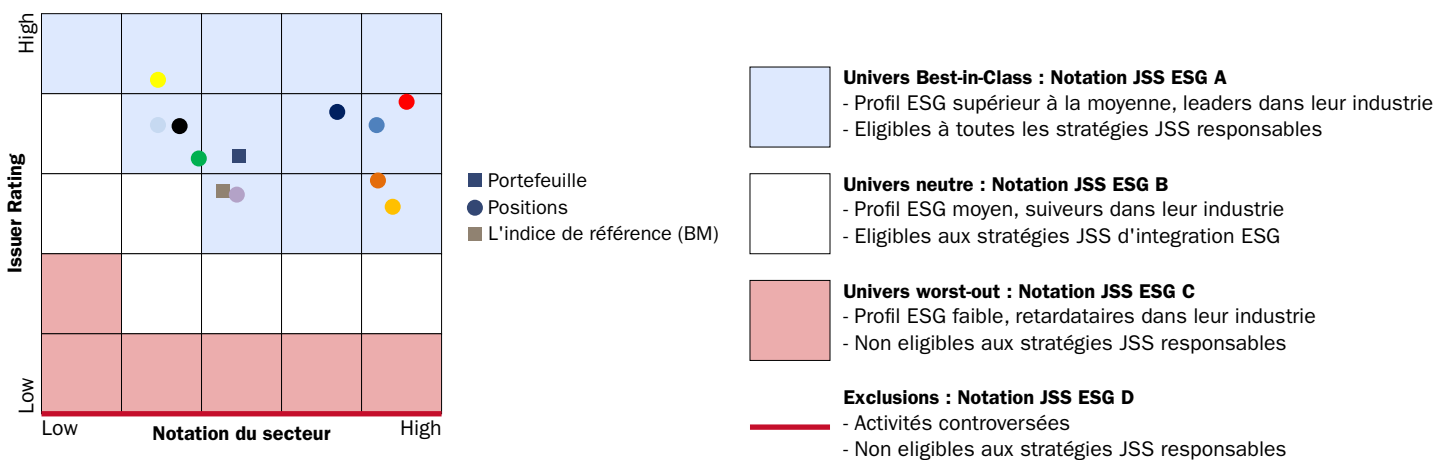 High
Issuer Rating
Low
Low
Notation du secteur
High
Portefeuille
Positions
L'indice de référence (BM)
Univers Best-in-Class : Notation JSS ESG A
- Profil ESG supérieur à la moyenne, leaders dans leur industrie
- Eligibles à toutes les stratégies JSS responsables
Univers neutre : Notation JSS ESG B
- Profil ESG moyen, suiveurs dans leur industrie
- Eligibles aux stratégies JSS d'integration ESG
Univers worst-out : Notation JSS ESG C
- Profil ESG faible, retardataires dans leur industrie
- Non eligibles aux stratégies JSS responsables
Exclusions : Notation JSS ESG D
- Activités controversées
- Non eligibles aux stratégies JSS responsables